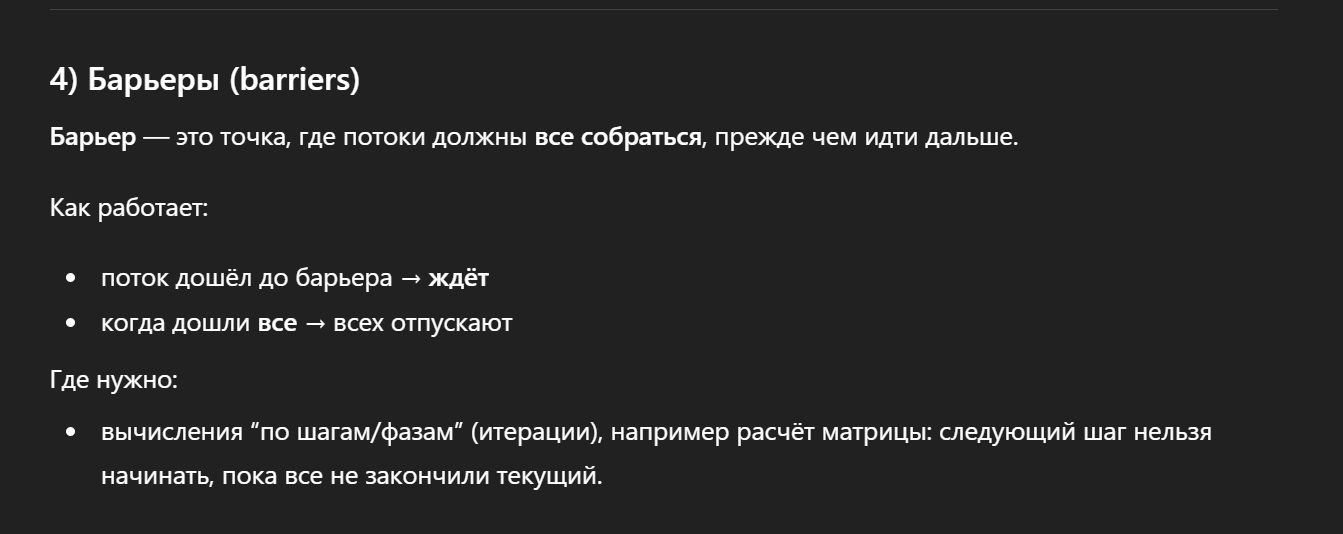 4) Барьеры (barriers)
Барьер — это точка, где потоки должны все собраться, прежде чем идти дальше.
Как работает:
• поток дошёл до барьера → ждёт
• когда дошли все → всех отпускают
Где нужно:
• вычисления “по шагам/фазам” (итерации), например расчёт матрицы: следующий шаг нельзя
начинать, пока все не закончили текущий.